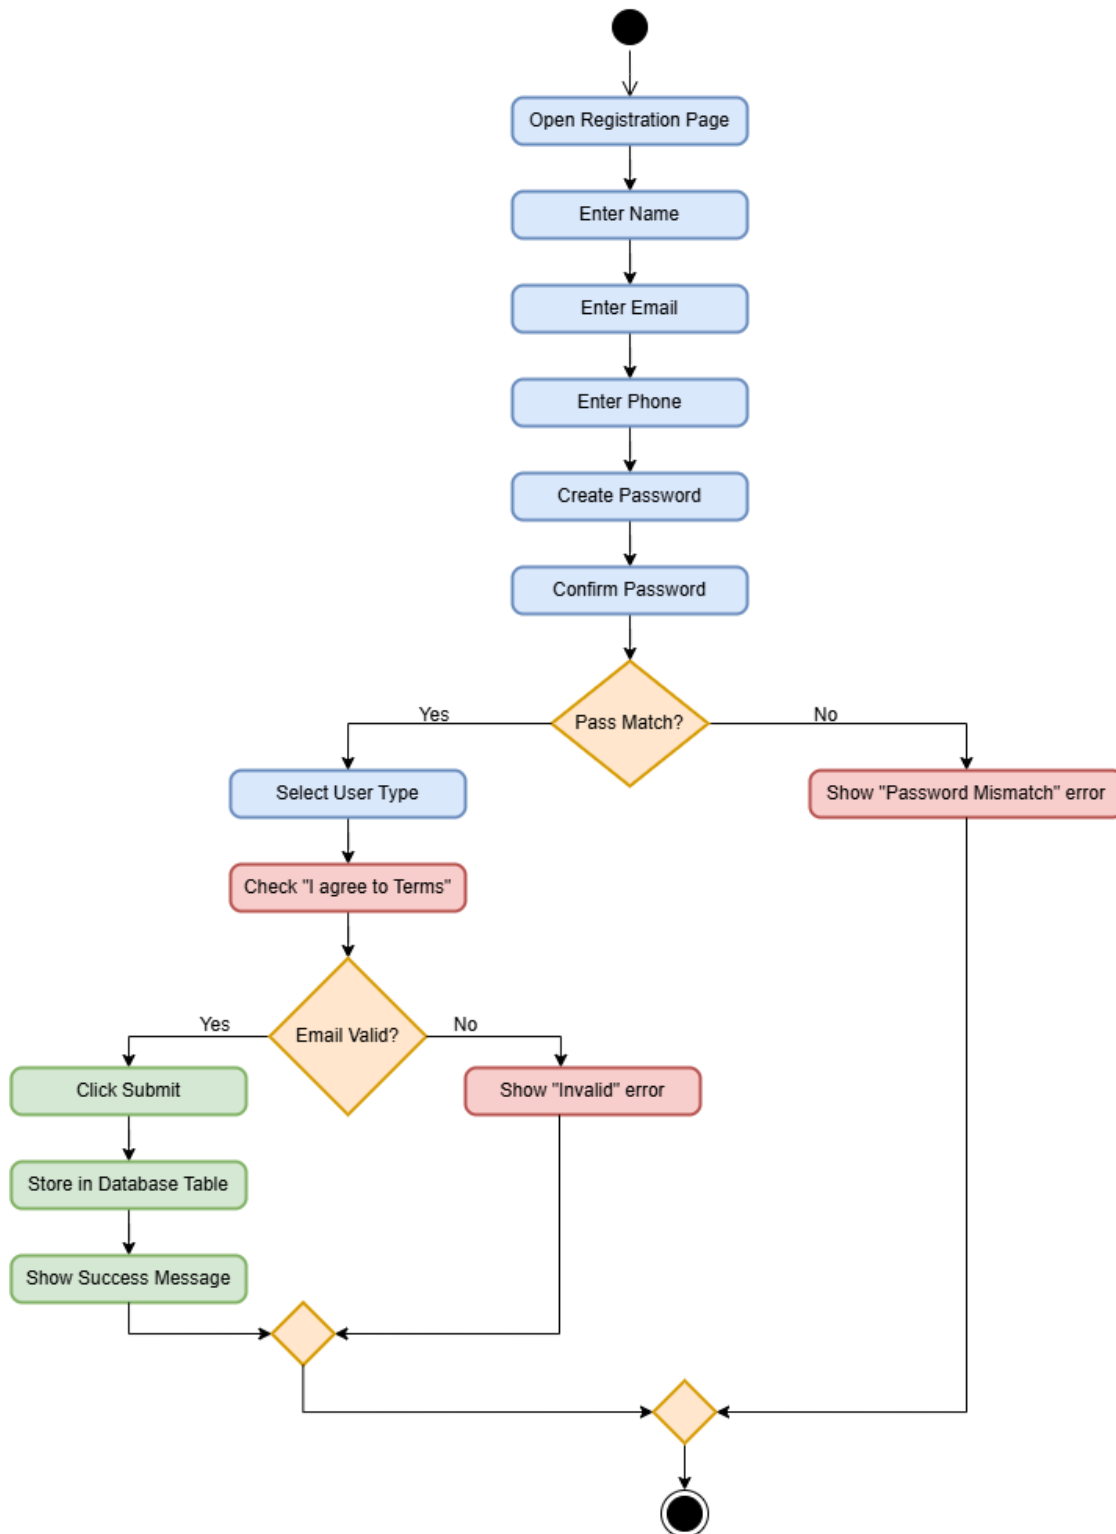 Open Registration Page
Enter Name
Enter Email
Enter Phone
Create Password
Confirm Password
Pass Match?
Yes
No
Select User Type
Show "Password Mismatch" error
Check "I agree to Terms"
Email Valid?
Yes
No
Click Submit
Show "Invalid" error
Store in Database Table
Show Success Message